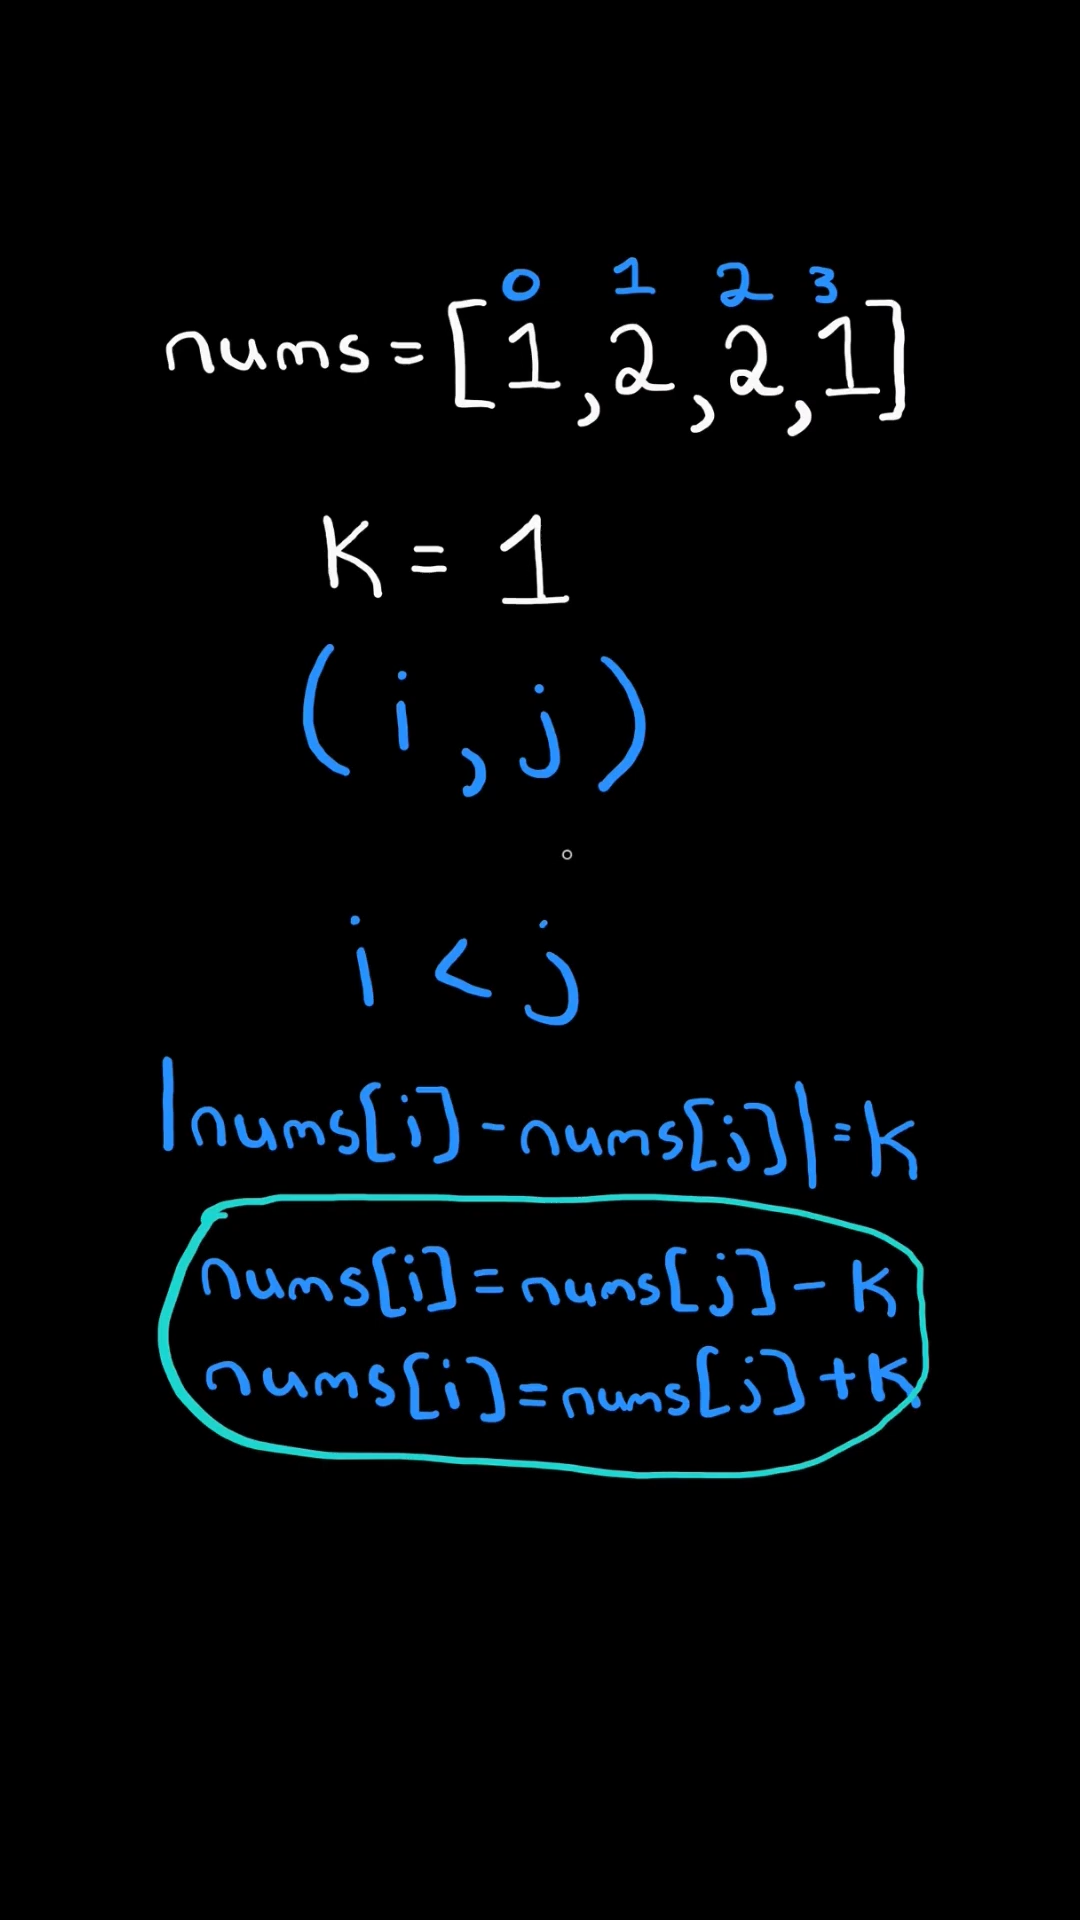 0 1 2 3
nums = [1,2,2,1]
K = 1
(i,j)
i < j
|nums[i]-nums[j]|=K
nums[i]=nums[j]-K
nums[i]=nums[j]+K